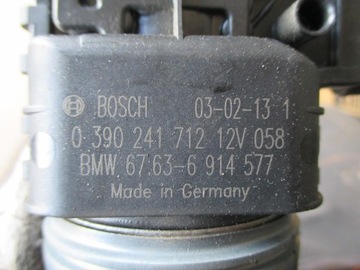 BOSCH 03-02-13 1
0 390 241 712 12V 058
BMW 67.63-6 914 577
Made in Germany